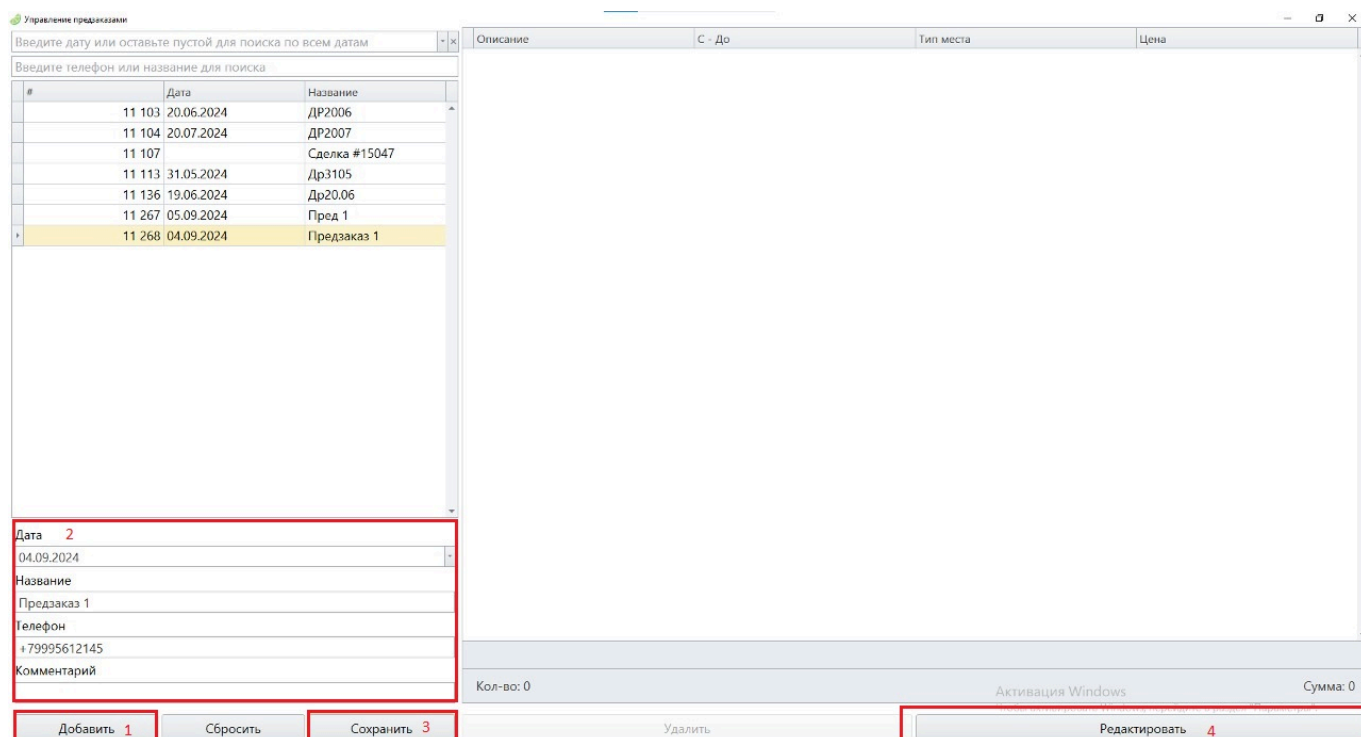 Управление предзаказами
Введите дату или оставьте пустой для поиска по всем датам
Введите телефон или название для поиска
# Дата Название
11 103 20.06.2024 ДР2006
11 104 20.07.2024 ДР2007
11 107 Сделка #15047
11 113 31.05.2024 Др3105
11 136 19.06.2024 Др20.06
11 267 05.09.2024 Пред 1
11 268 04.09.2024 Предзаказ 1
Дата 2
04.09.2024
Название
Предзаказ 1
Телефон
+79995612145
Комментарий
Добавить 1 Сбросить Сохранить 3
Описание С - До Тип места Цена
Кол-во: 0 Сумма: 0
Активация Windows
Удалить Редактировать 4